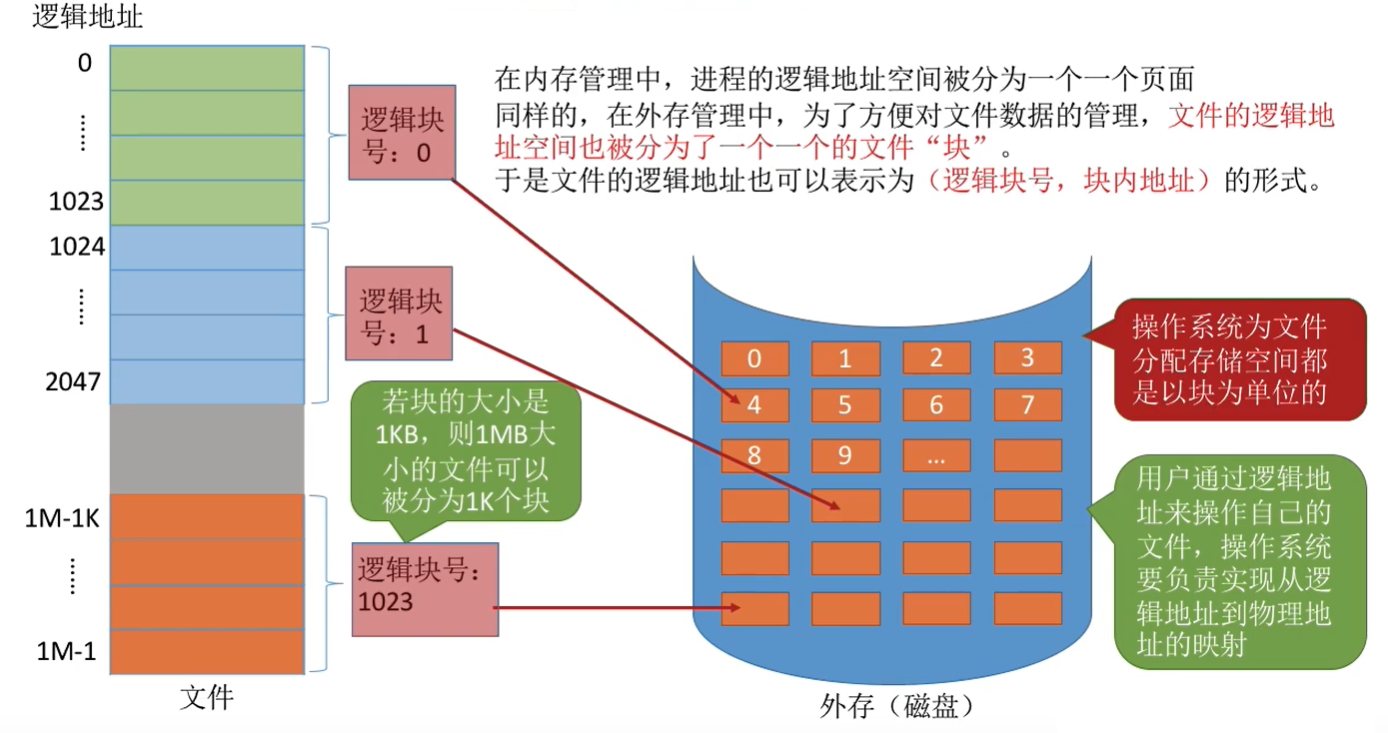 逻辑地址
0
……
1023
1024
……
2047
1M-1K
……
1M-1
文件
逻辑块
号：0
逻辑块
号：1
若块的大小是
1KB，则1MB大
小的文件可以
被分为1K个块
逻辑块号：
1023
在内存管理中，进程的逻辑地址空间被分为一个一个页面
同样的，在外存管理中，为了方便对文件数据的管理，文件的逻辑地
址空间也被分为了一个一个的文件“块”。
于是文件的逻辑地址也可以表示为（逻辑块号，块内地址）的形式。
0 1 2 3
4 5 6 7
8 9 …
外存（磁盘）
操作系统为文件
分配存储空间都
是以块为单位的
用户通过逻辑地
址来操作自己的
文件，操作系统
要负责实现从逻
辑地址到物理地
址的映射